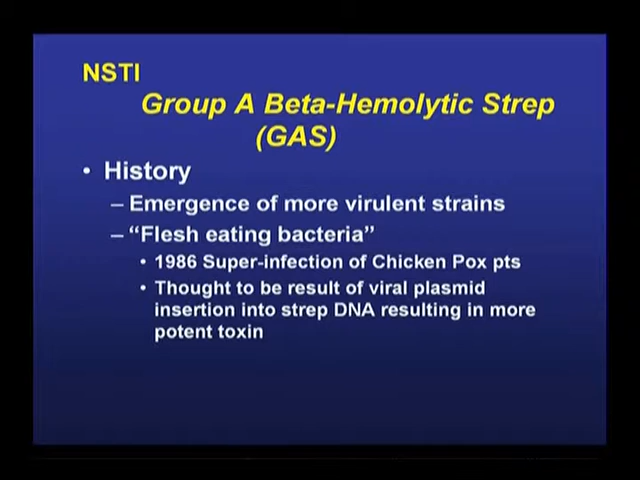 NSTI
Group A Beta-Hemolytic Strep
(GAS)
• History
– Emergence of more virulent strains
– “Flesh eating bacteria”
• 1986 Super-infection of Chicken Pox pts
• Thought to be result of viral plasmid
insertion into strep DNA resulting in more
potent toxin